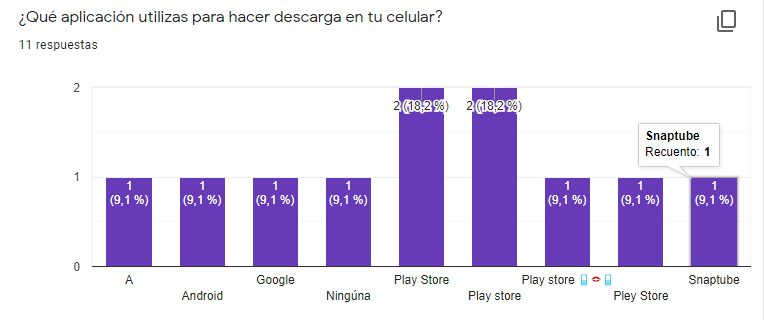 ¿Qué aplicación utilizas para hacer descarga en tu celular?
11 respuestas
2
1
0
1
(9,1 %)
1
(9,1 %)
1
(9,1 %)
1
(9,1 %)
2 (18,2 %)
2 (18,2 %)
1
(9,1 %)
1
(9,1 %)
1
(9,1 %)
Snaptube
Recuento: 1
A
Android
Google
Ningúna
Play Store
Play store
Play store
Pley Store
Snaptube